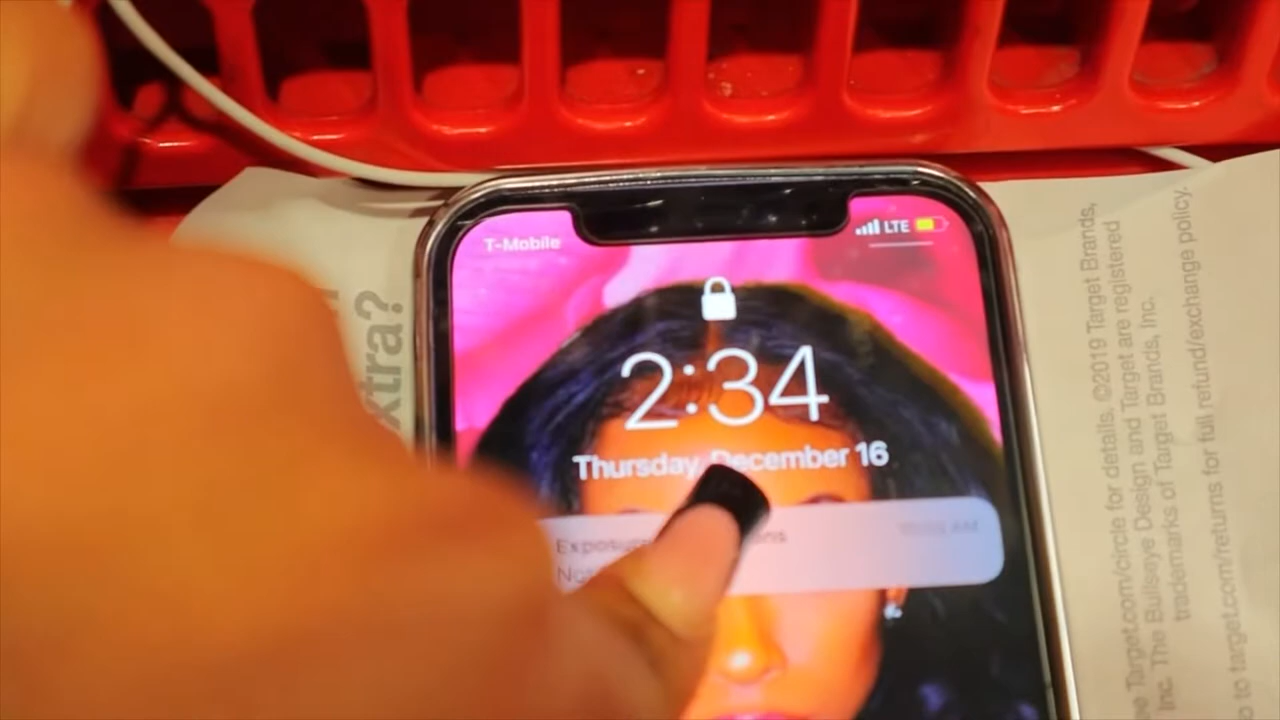 xtra?
T-Mobile
LTE
2:34
Thursday, December 16
Target.com/circle for details. ©2019 Target Brands,
Inc. The Bullseye Design and Target are registered
trademarks of Target Brands, Inc.
to target.com/returns for full refund/exchange policy.